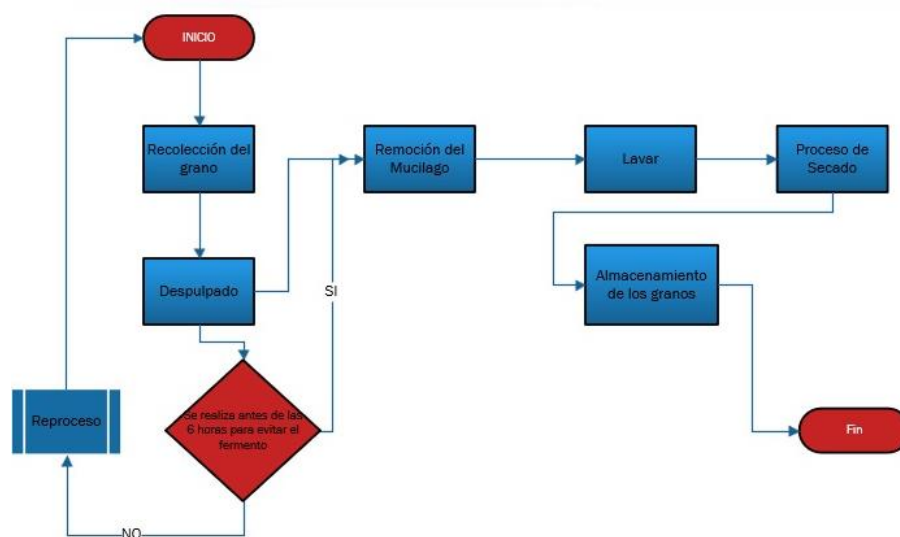 INICIO
Recolección del
grano
Remoción del
Mucilago
Lavar
Proceso de
Secado
Despulpado
SI
Almacenamiento
de los granos
Reproceso
Se realiza antes de las
6 horas para evitar el
fermento
Fin
NO